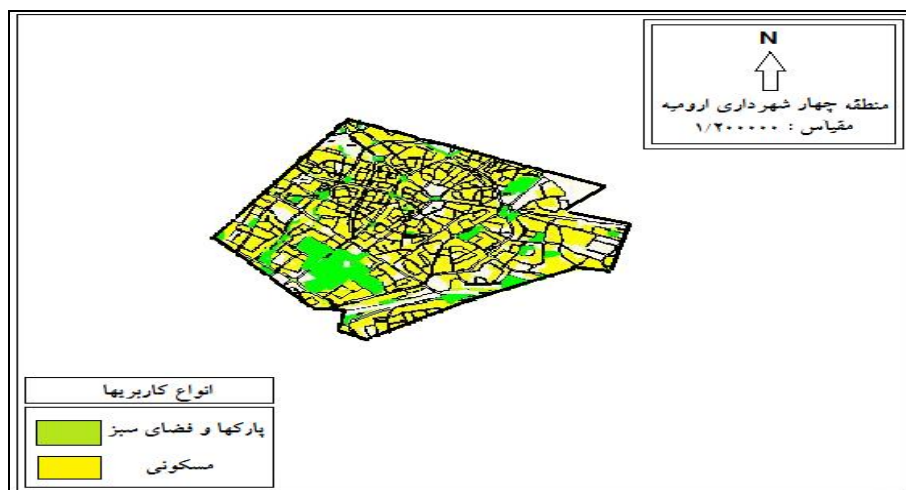 N
منطقه چهار شهرداری ارومیه
مقیاس : ۱/۲۰۰۰۰۰
انواع کاربریها
پارکها و فضای سبز
مسکونی